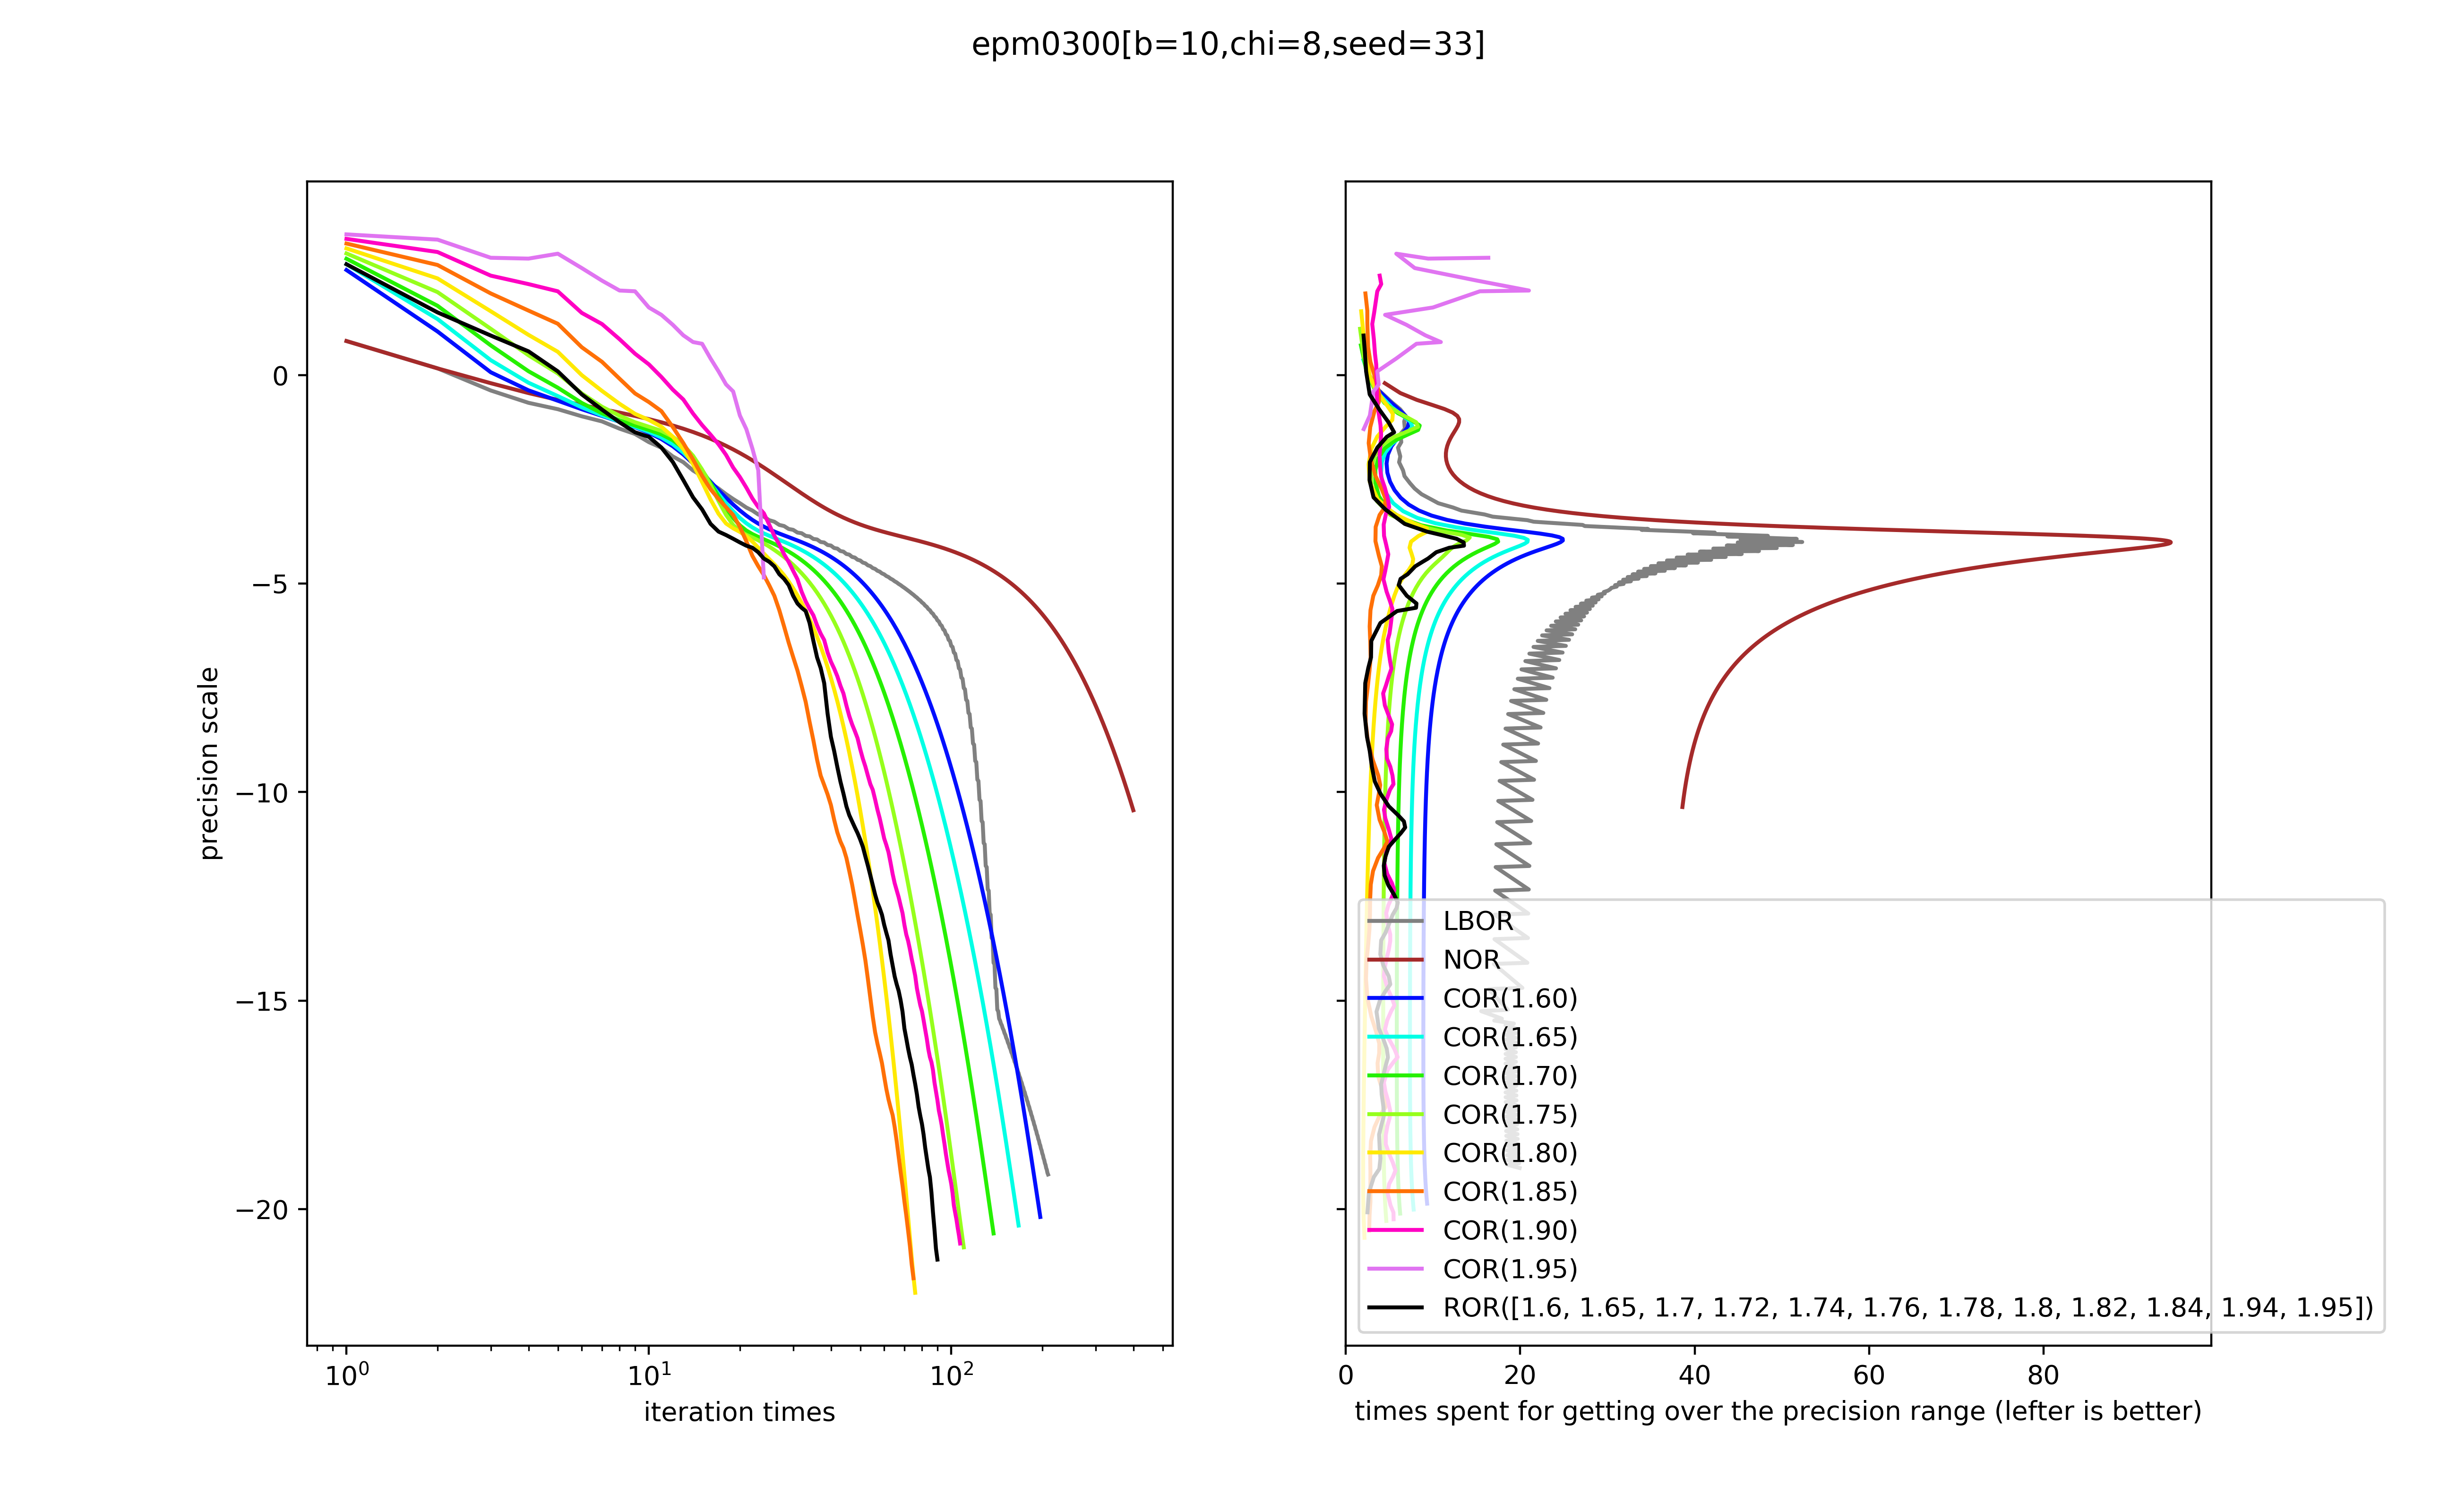 epm0300[b=10,chi=8,seed=33]
precision scale
0
−5
−10
−15
−20
10⁰ 10¹ 10²
iteration times
0 20 40 60 80
times spent for getting over the precision range (lefter is better)
LBOR
NOR
COR(1.60)
COR(1.65)
COR(1.70)
COR(1.75)
COR(1.80)
COR(1.85)
COR(1.90)
COR(1.95)
ROR([1.6, 1.65, 1.7, 1.72, 1.74, 1.76, 1.78, 1.8, 1.82, 1.84, 1.94, 1.95])